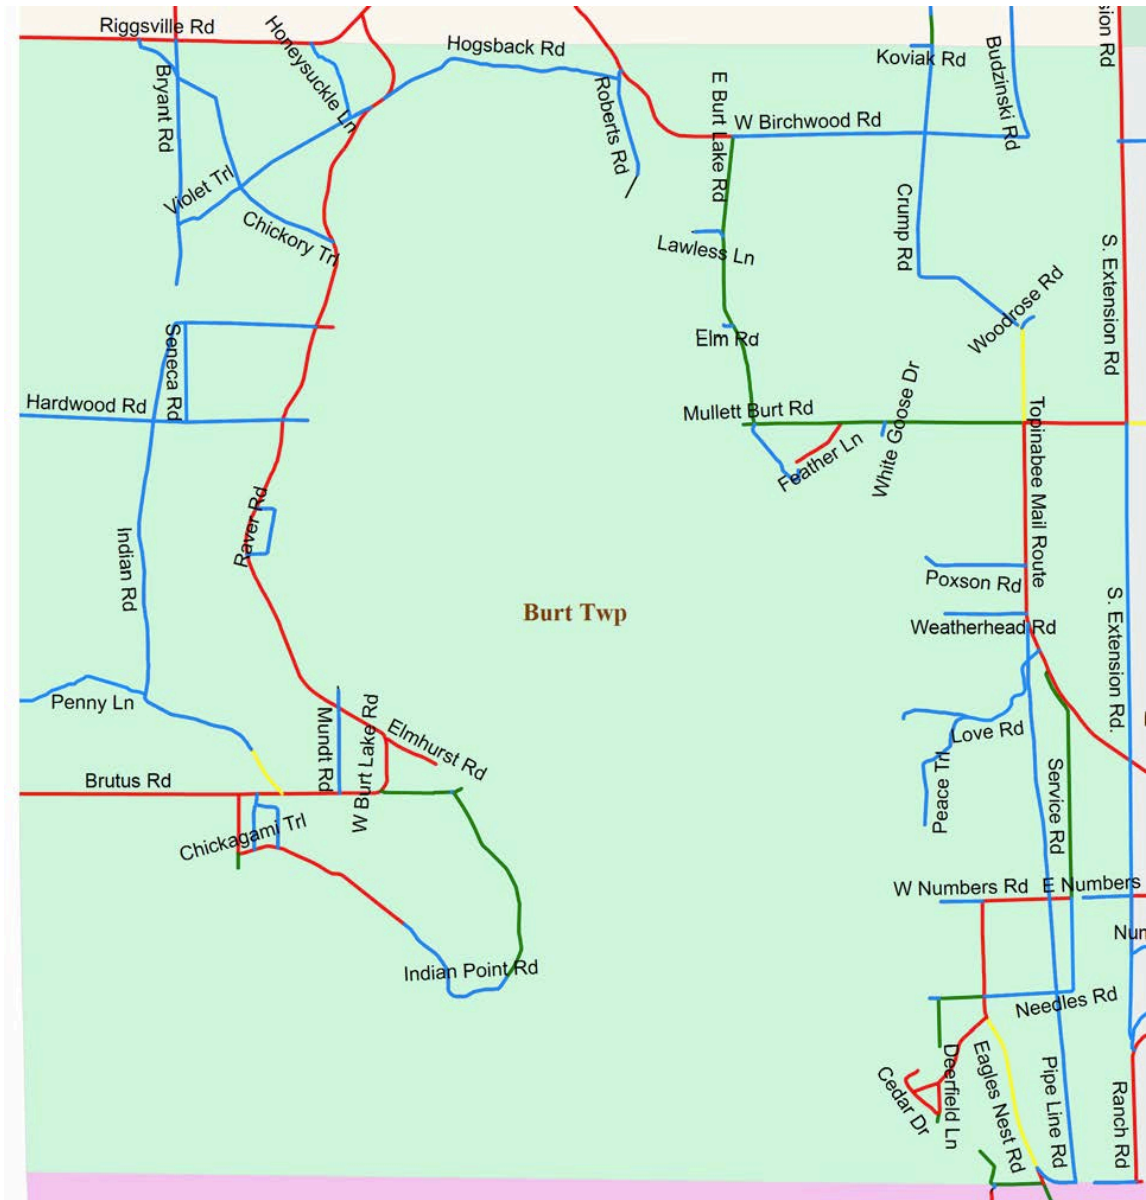 Riggsville Rd
Honeysuckle Ln
Hogsback Rd
Koviak Rd
Budzinski Rd
sion Rd
Bryant Rd
Roberts Rd
E Burt Lake Rd
W Birchwood Rd
Violet Trl
Chickory Trl
Crump Rd
Lawless Ln
S. Extension Rd
Woodrose Rd
Seneca Rd
Elm Rd
Hardwood Rd
Mullett Burt Rd
White Goose Dr
Topinabee Mail Route
Feather Ln
Raver Rd
Indian Rd
Poxson Rd
Burt Twp
Weatherhead Rd
S. Extension Rd.
Penny Ln
Mundt Rd
W Burt Lake Rd
Elmhurst Rd
Love Rd
Peace Trl
Service Rd
Brutus Rd
Chickagami Trl
W Numbers Rd
E Numbers
Num
Indian Point Rd
Needles Rd
Cedar Dr
Deerfield Ln
Eagles Nest Rd
Pipe Line Rd
Ranch Rd